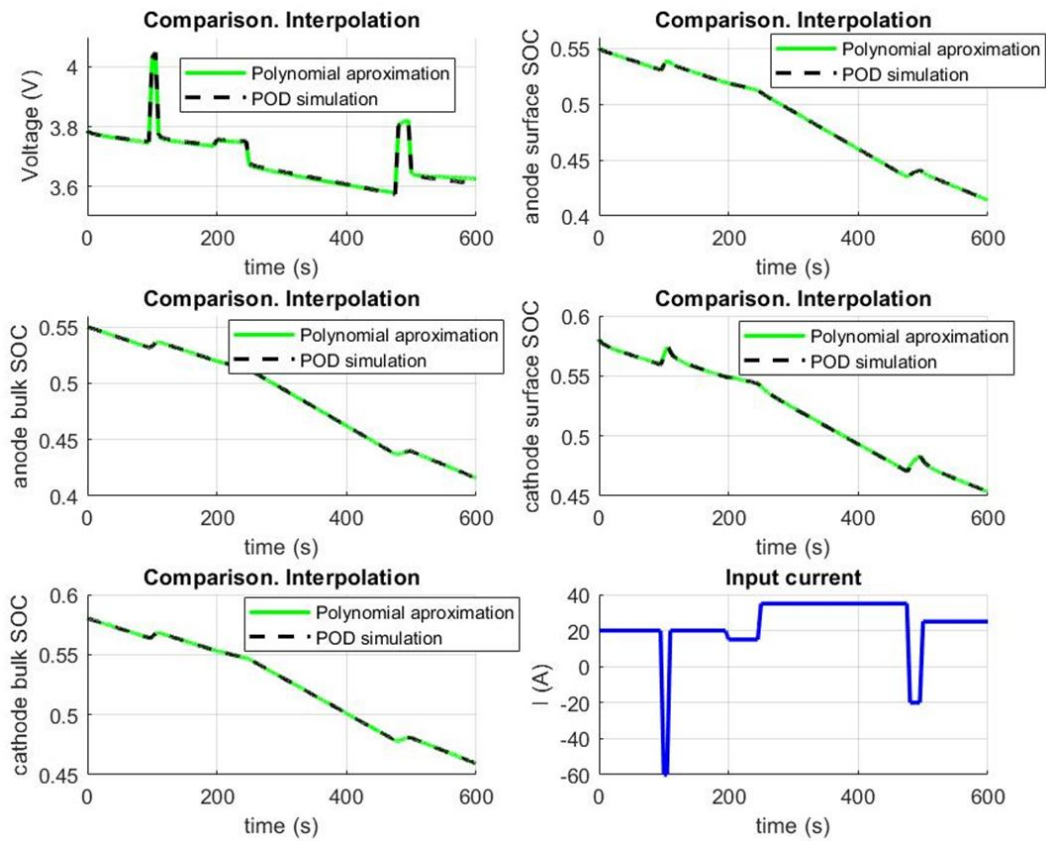 Comparison. Interpolation
Voltage (V)
4
3.8
3.6
Polynomial aproximation
POD simulation
0
200
400
600
time (s)
Comparison. Interpolation
anode surface SOC
0.55
0.5
0.45
0.4
Polynomial aproximation
POD simulation
0
200
400
600
time (s)
Comparison. Interpolation
anode bulk SOC
0.55
0.5
0.45
0.4
Polynomial aproximation
POD simulation
0
200
400
600
time (s)
Comparison. Interpolation
cathode surface SOC
0.6
0.55
0.5
0.45
Polynomial aproximation
POD simulation
0
200
400
600
time (s)
Comparison. Interpolation
cathode bulk SOC
0.6
0.55
0.5
0.45
Polynomial aproximation
POD simulation
0
200
400
600
time (s)
Input current
I (A)
40
20
0
-20
-40
-60
0
200
400
600
time (s)